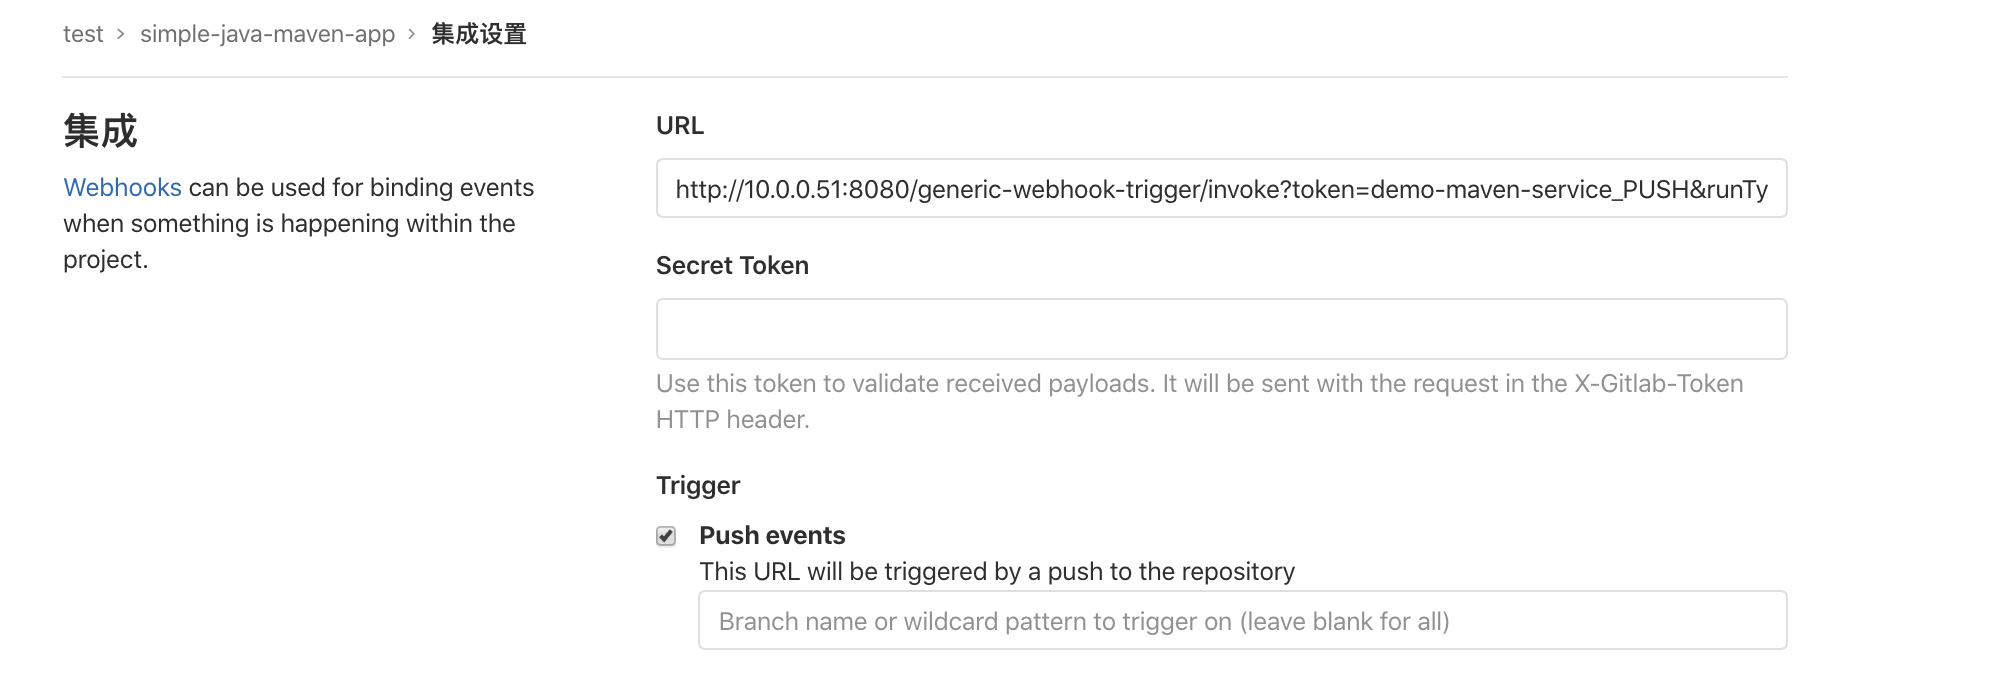 test > simple-java-maven-app > 集成设置
集成
Webhooks can be used for binding events
when something is happening within the
project.
URL
http://10.0.0.51:8080/generic-webhook-trigger/invoke?token=demo-maven-service_PUSH&runTy
Secret Token
Use this token to validate received payloads. It will be sent with the request in the X-Gitlab-Token
HTTP header.
Trigger
Push events
This URL will be triggered by a push to the repository
Branch name or wildcard pattern to trigger on (leave blank for all)